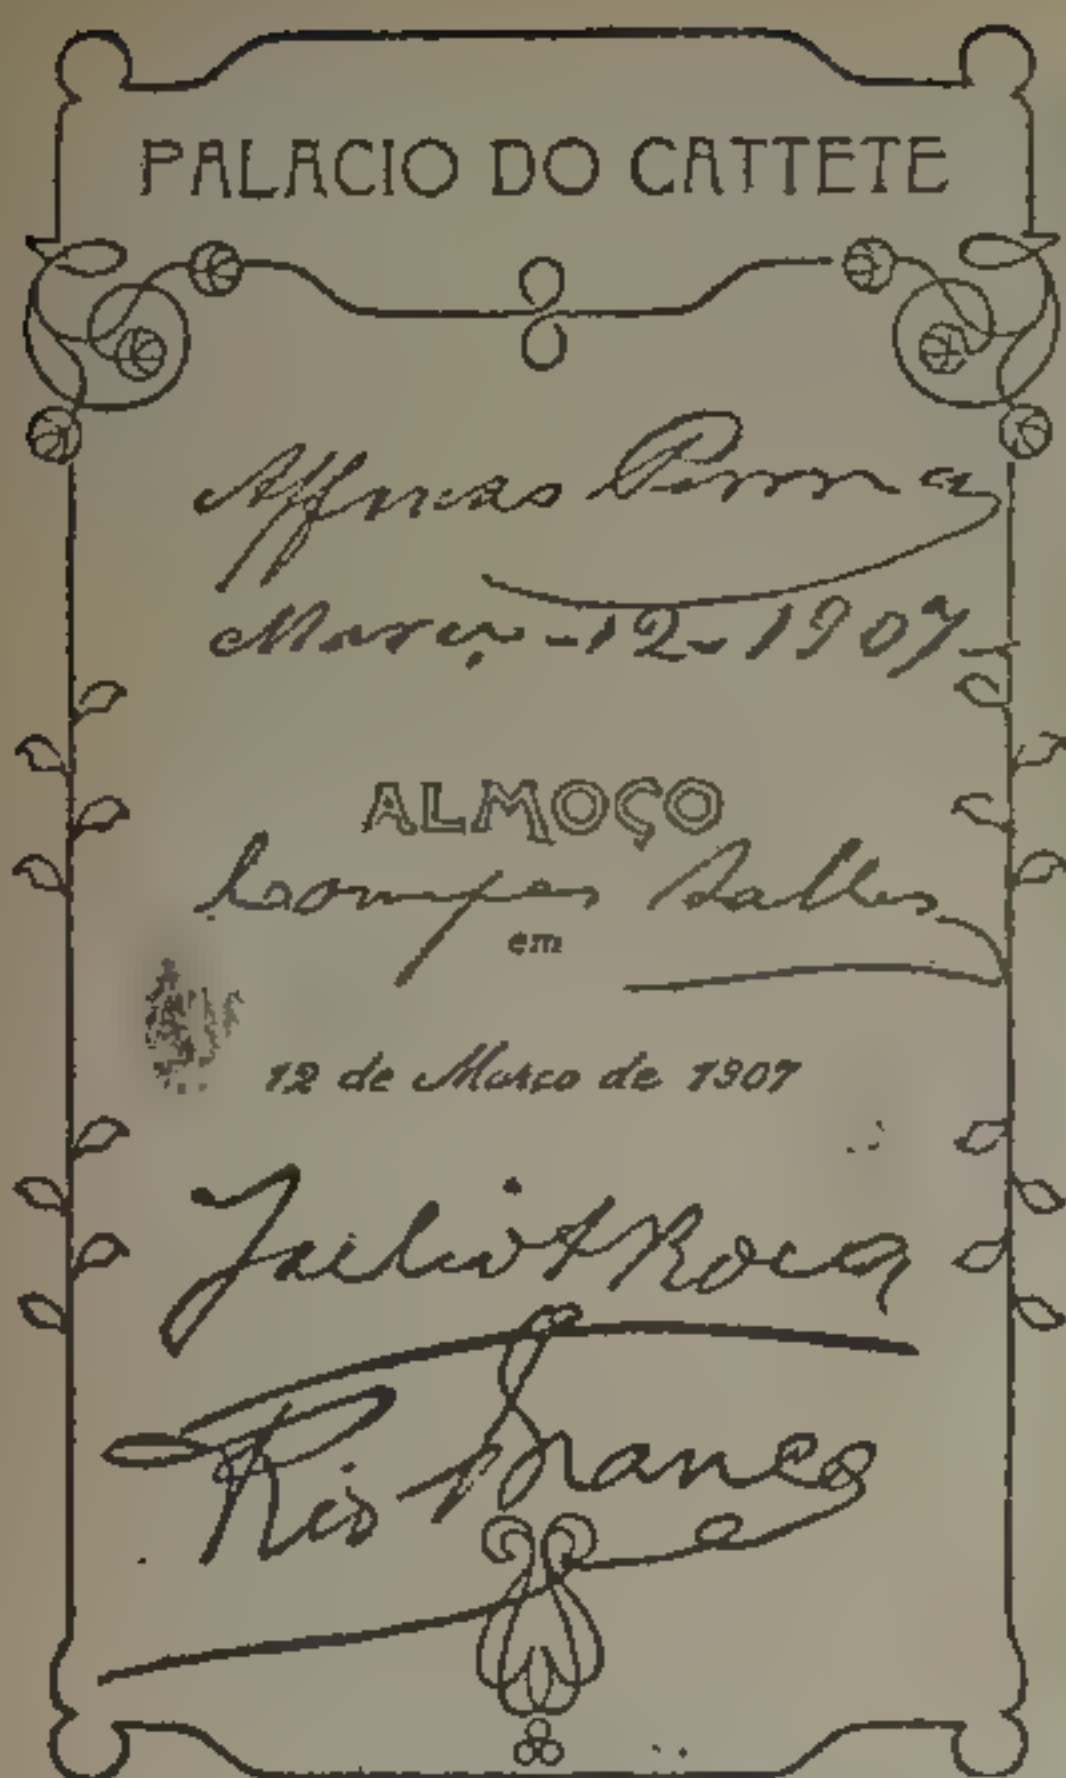 PALACIO DO CATTETE
Affonso Penna
Março - 12 - 1907
ALMOÇO
Campos Salles
em
12 de Março de 1907
Julio A Roca
Rio Branco